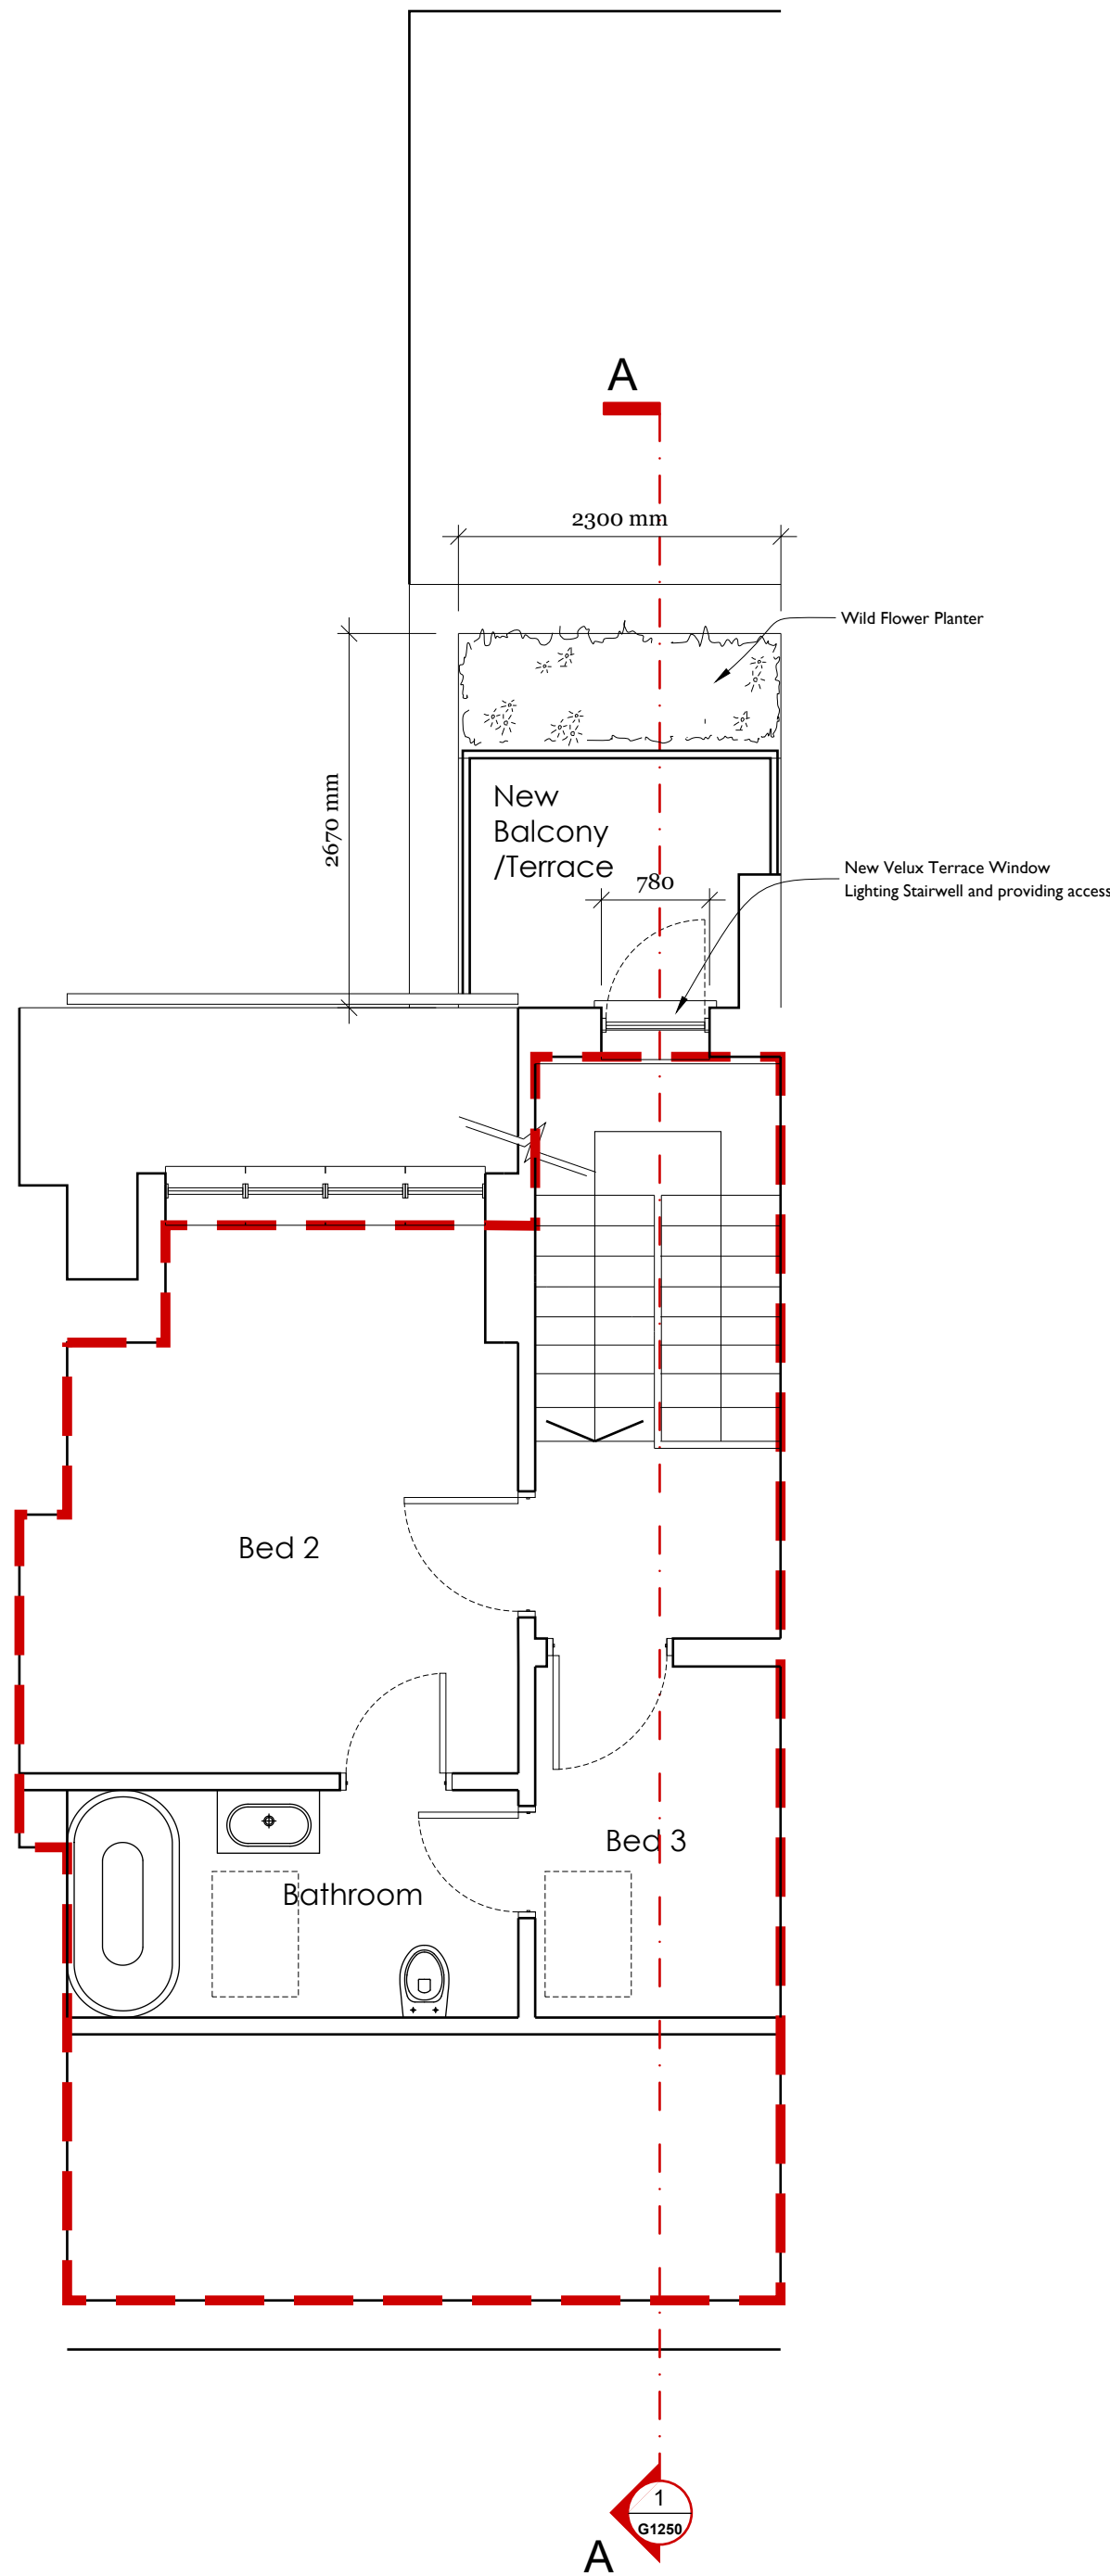 A
2300 mm
Wild Flower Planter
2670 mm
New
Balcony
/Terrace
780
New Velux Terrace Window
Lighting Stairwell and providing access
Bed 2
Bed 3
Bathroom
1
G1250
A